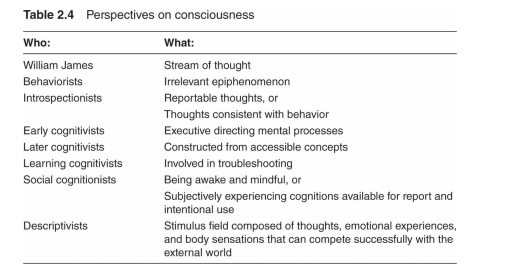 Table 2.4 Perspectives on consciousness
Who: What:
William James Stream of thought
Behaviorists Irrelevant epiphenomenon
Introspectionists Reportable thoughts, or
Thoughts consistent with behavior
Early cognitivists Executive directing mental processes
Later cognitivists Constructed from accessible concepts
Learning cognitivists Involved in troubleshooting
Social cognitionists Being awake and mindful, or
Subjectively experiencing cognitions available for report and
intentional use
Descriptivists Stimulus field composed of thoughts, emotional experiences,
and body sensations that can compete successfully with the
external world